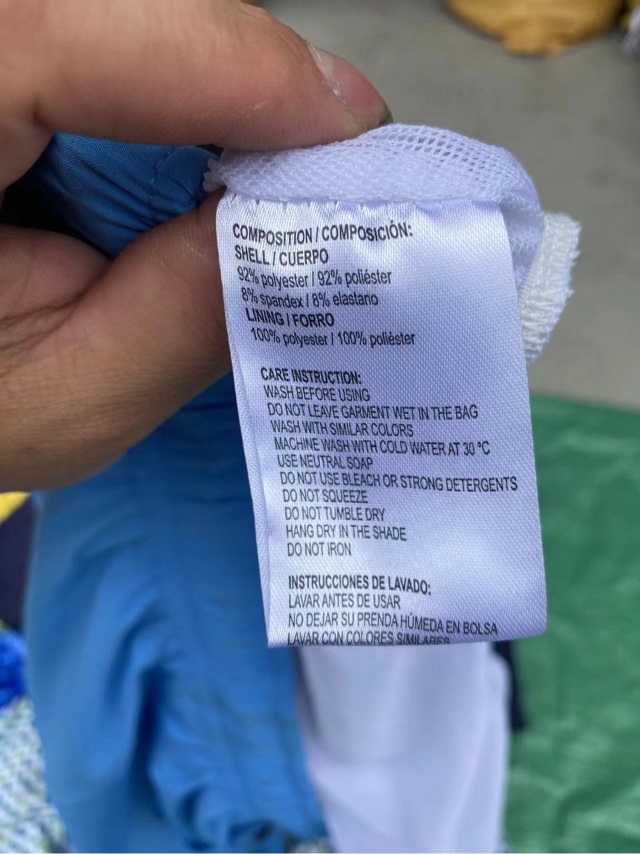 COMPOSITION / COMPOSICIÓN:
SHELL / CUERPO
92% polyester / 92% poliéster
8% spandex / 8% elastano
LINING / FORRO
100% polyester / 100% poliéster
CARE INSTRUCTION:
WASH BEFORE USING
DO NOT LEAVE GARMENT WET IN THE BAG
WASH WITH SIMILAR COLORS
MACHINE WASH WITH COLD WATER AT 30 °C
USE NEUTRAL SOAP
DO NOT USE BLEACH OR STRONG DETERGENTS
DO NOT SQUEEZE
DO NOT TUMBLE DRY
HANG DRY IN THE SHADE
DO NOT IRON
INSTRUCCIONES DE LAVADO:
LAVAR ANTES DE USAR
NO DEJAR SU PRENDA HÚMEDA EN BOLSA
LAVAR CON COLORES SIMILARES